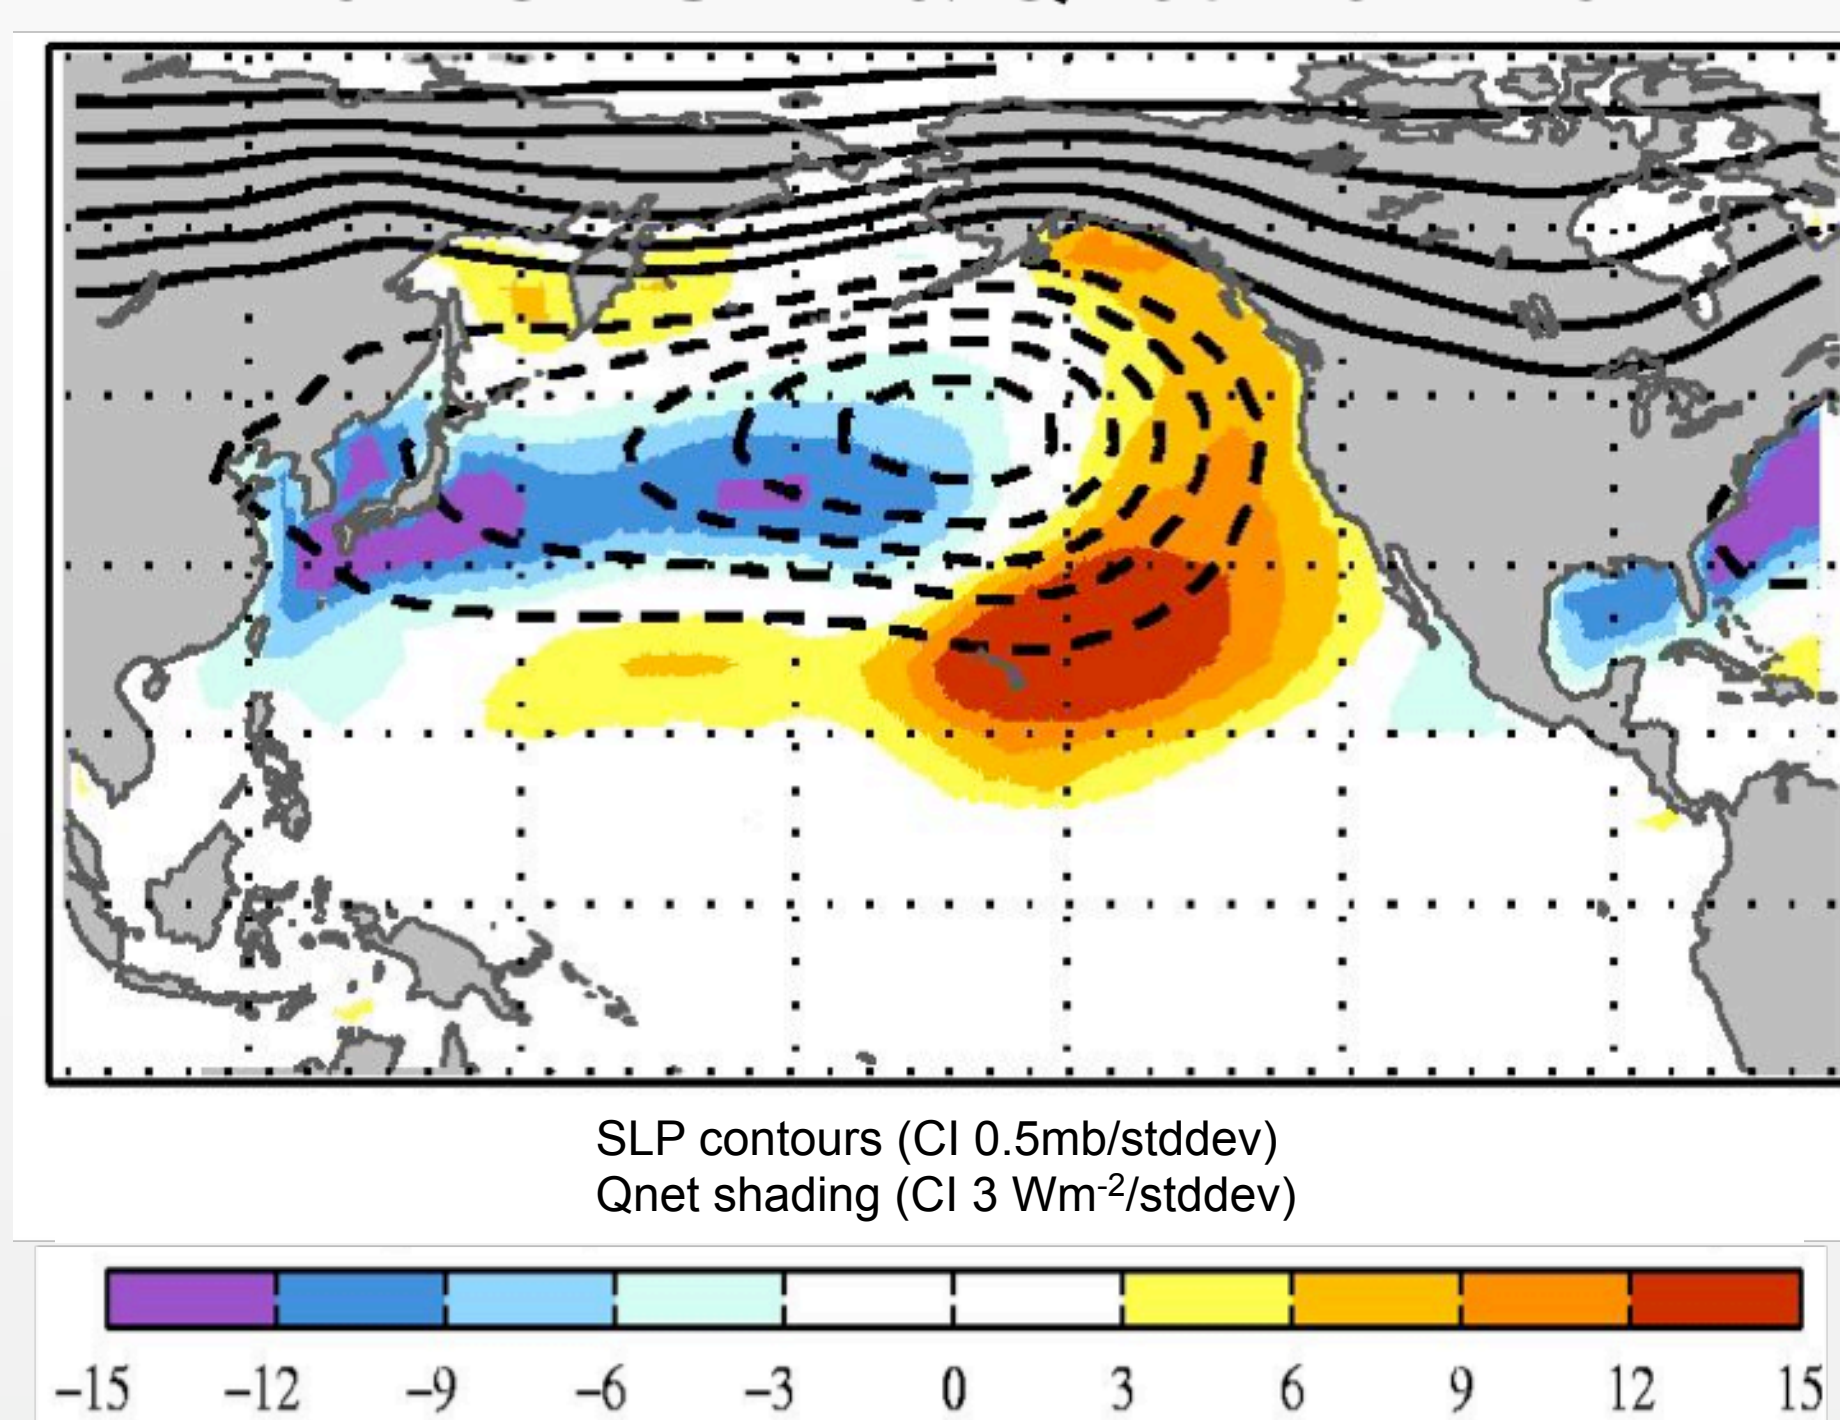 SLP contours (CI 0.5mb/stddev)
Qnet shading (CI 3 Wm-2/stddev)
−15 −12 −9 −6 −3 0 3 6 9 12 15